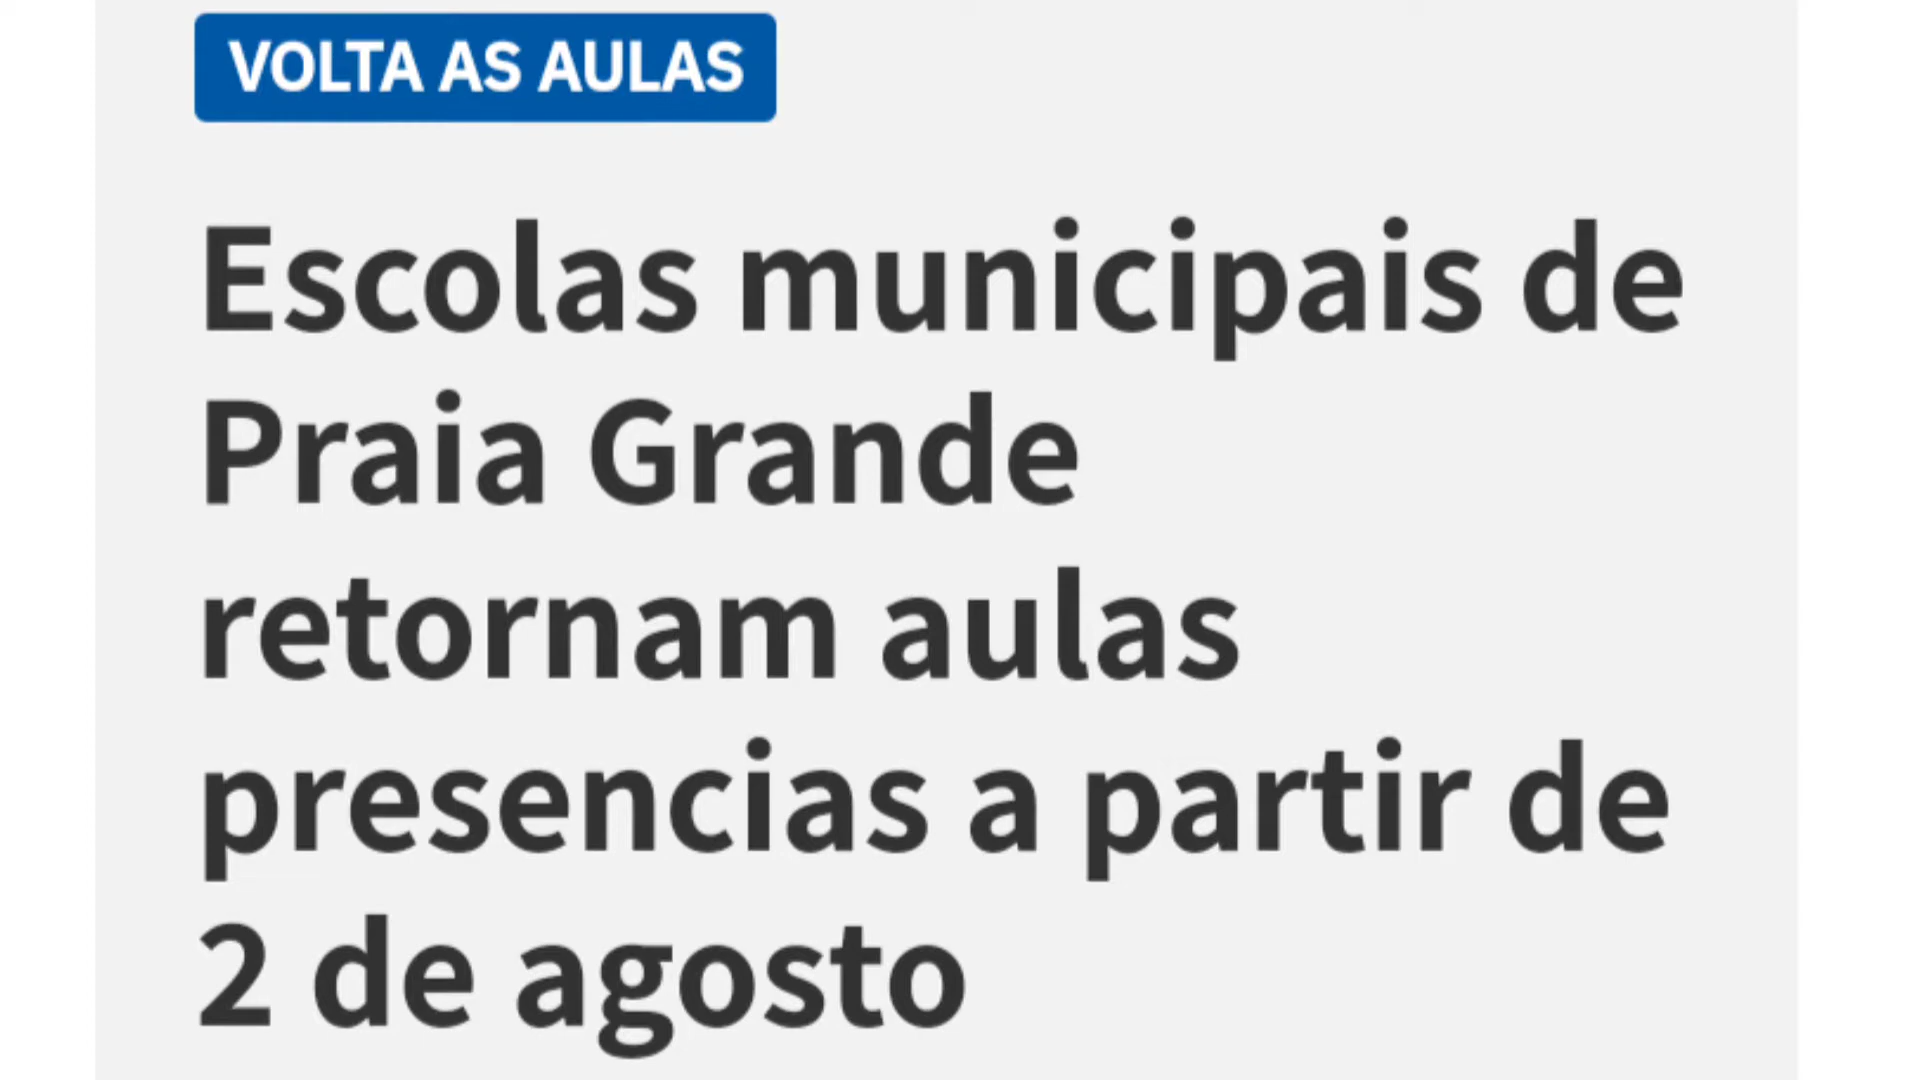 VOLTA AS AULAS
Escolas municipais de
Praia Grande
retornam aulas
presencias a partir de
2 de agosto